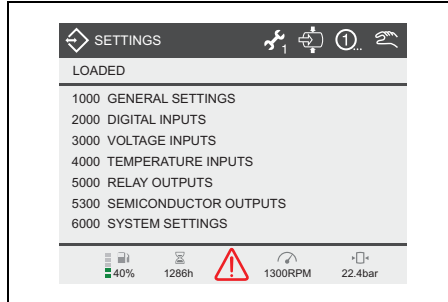 SETTINGS 1 1...
LOADED
1000 GENERAL SETTINGS
2000 DIGITAL INPUTS
3000 VOLTAGE INPUTS
4000 TEMPERATURE INPUTS
5000 RELAY OUTPUTS
5300 SEMICONDUCTOR OUTPUTS
6000 SYSTEM SETTINGS
40% 1286h ! 1300RPM 22.4bar